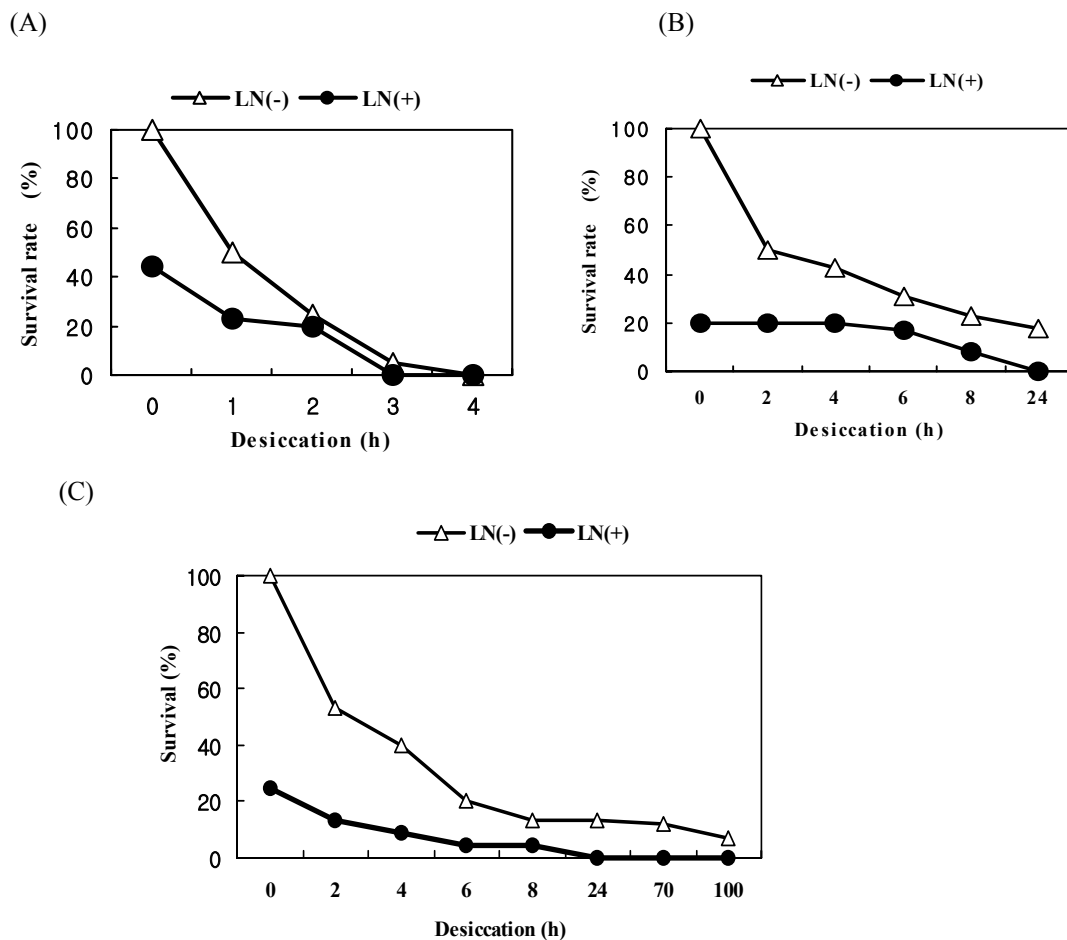 (A)
LN(-) LN(+)
Survival rate (%)
100
80
60
40
20
0
0 1 2 3 4
Desiccation (h)
(B)
LN(-) LN(+)
Survival rate (%)
100
80
60
40
20
0
0 2 4 6 8 24
Desiccation (h)
(C)
LN(-) LN(+)
Survival (%)
100
80
60
40
20
0
0 2 4 6 8 24 70 100
Desiccation (h)